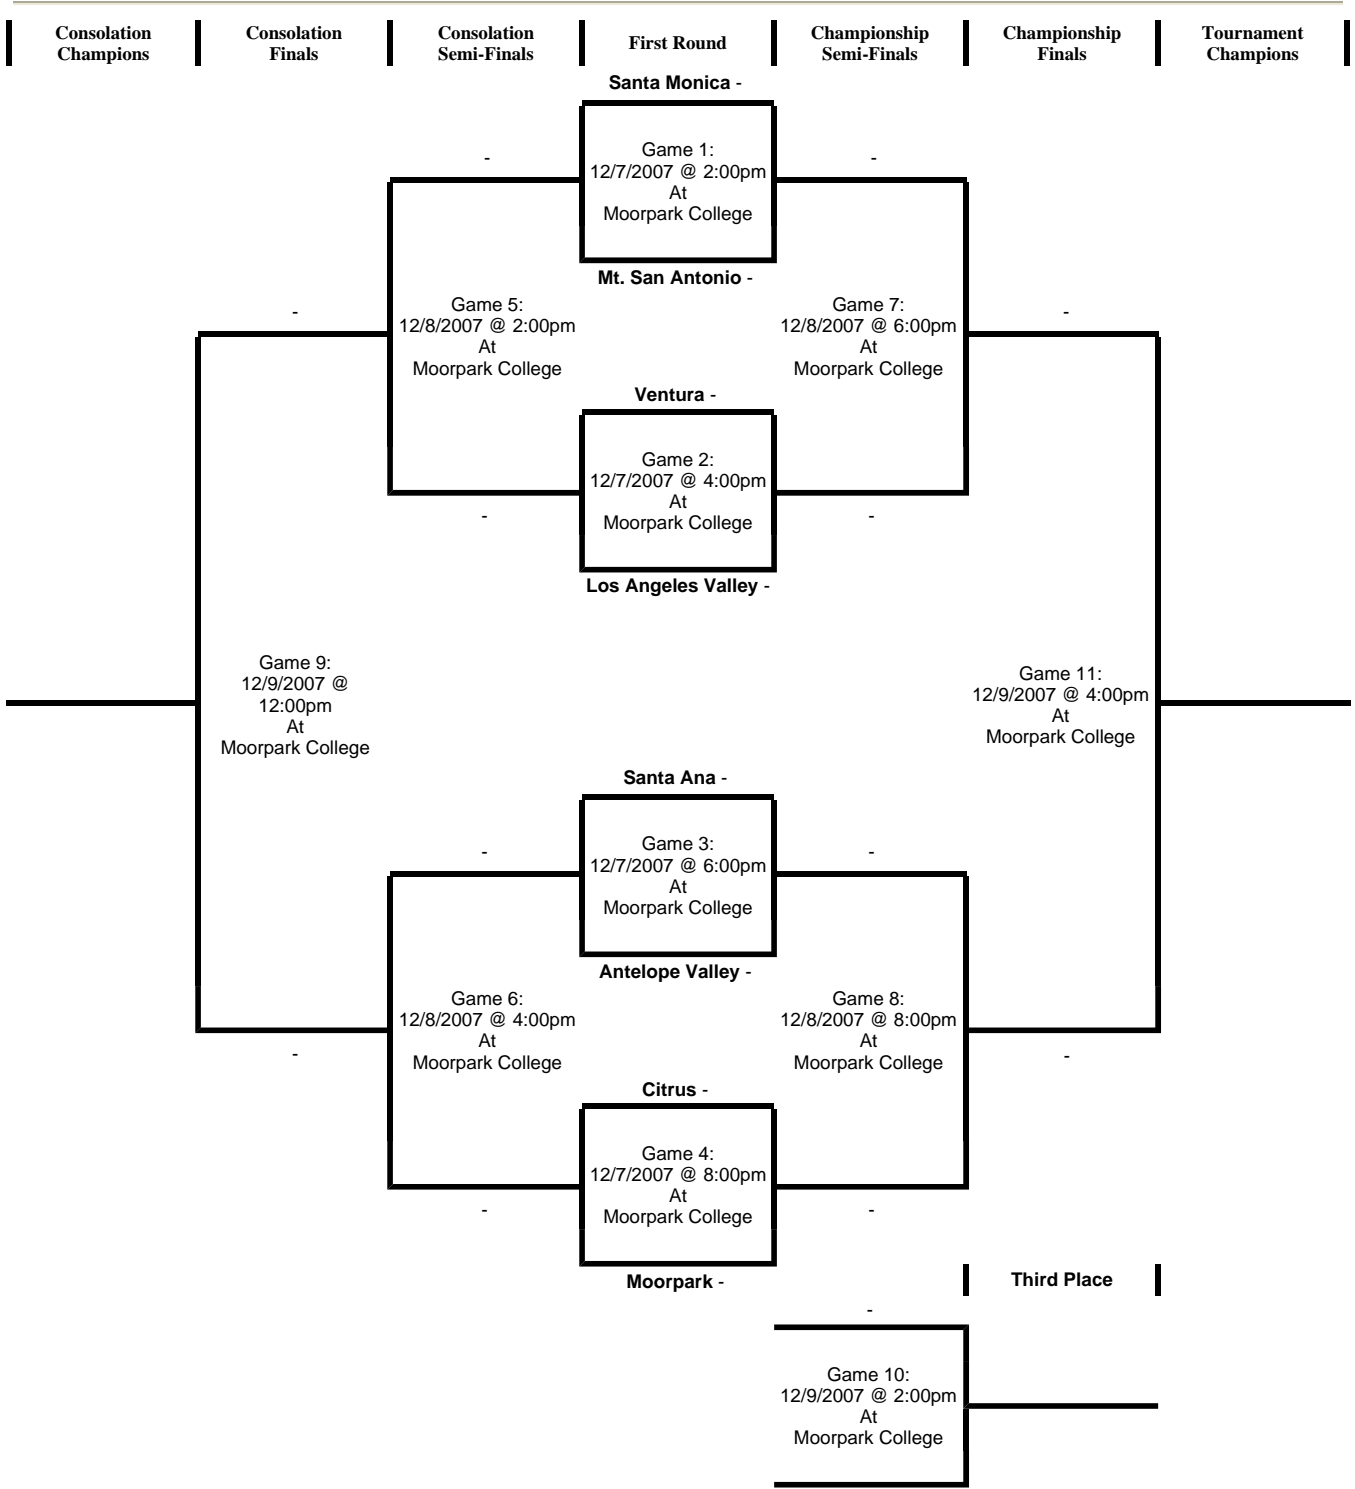 Consolation
Champions
Consolation
Finals
Consolation
Semi-Finals
First Round
Championship
Semi-Finals
Championship
Finals
Tournament
Champions
Santa Monica -
Game 1:
12/7/2007 @ 2:00pm
At
Moorpark College
-
-
Mt. San Antonio -
Game 5:
12/8/2007 @ 2:00pm
At
Moorpark College
Game 7:
12/8/2007 @ 6:00pm
At
Moorpark College
-
-
Ventura -
Game 2:
12/7/2007 @ 4:00pm
At
Moorpark College
-
-
Los Angeles Valley -
Game 9:
12/9/2007 @
12:00pm
At
Moorpark College
Game 11:
12/9/2007 @ 4:00pm
At
Moorpark College
Santa Ana -
Game 3:
12/7/2007 @ 6:00pm
At
Moorpark College
-
-
Antelope Valley -
Game 6:
12/8/2007 @ 4:00pm
At
Moorpark College
Game 8:
12/8/2007 @ 8:00pm
At
Moorpark College
-
-
Citrus -
Game 4:
12/7/2007 @ 8:00pm
At
Moorpark College
-
-
Moorpark -
Third Place
-
Game 10:
12/9/2007 @ 2:00pm
At
Moorpark College